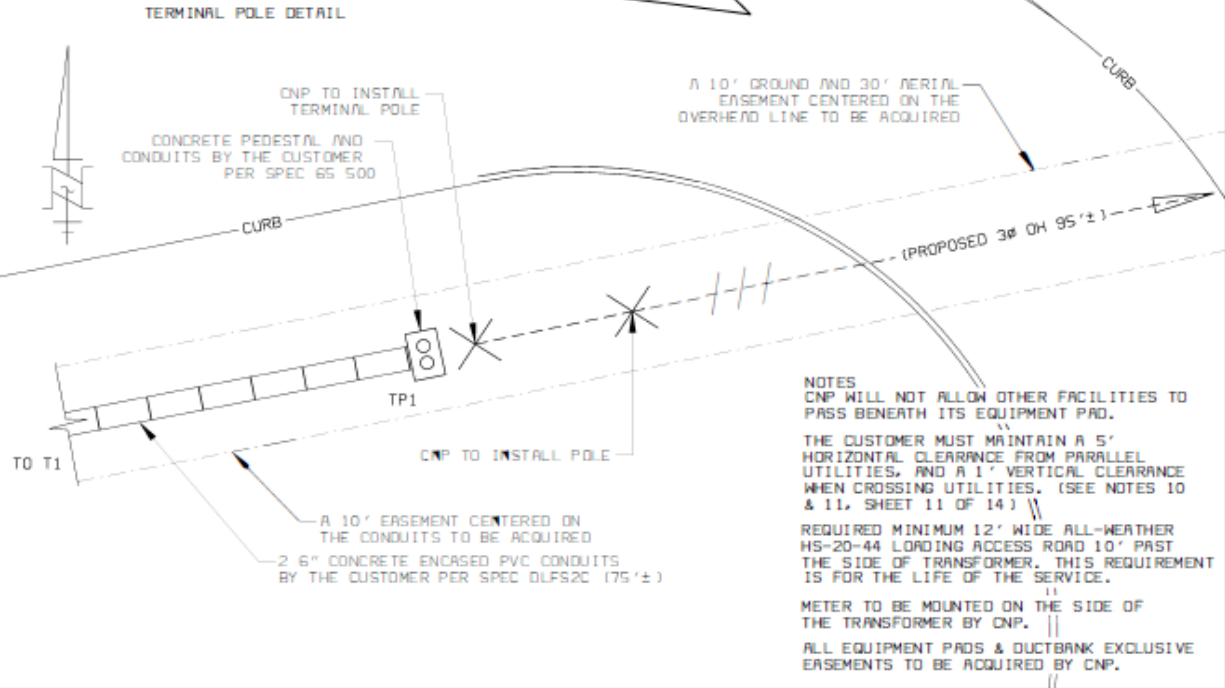 TERMINAL POLE DETAIL
CNP TO INSTALL
TERMINAL POLE
CONCRETE PEDESTAL AND
CONDUITS BY THE CUSTOMER
PER SPEC 65 500
A 10' GROUND AND 30' AERIAL
EASEMENT CENTERED ON THE
OVERHEAD LINE TO BE ACQUIRED
CURB
CURB
N
(PROPOSED 3Ø OH 95'±)
TP1
TO T1
CNP TO INSTALL POLE
A 10' EASEMENT CENTERED ON
THE CONDUITS TO BE ACQUIRED
2 6" CONCRETE ENCASED PVC CONDUITS
BY THE CUSTOMER PER SPEC DLFS2C (75'±)
NOTES
CNP WILL NOT ALLOW OTHER FACILITIES TO
PASS BENEATH ITS EQUIPMENT PAD.
THE CUSTOMER MUST MAINTAIN A 5'
HORIZONTAL CLEARANCE FROM PARALLEL
UTILITIES, AND A 1' VERTICAL CLEARANCE
WHEN CROSSING UTILITIES. (SEE NOTES 10
& 11, SHEET 11 OF 14)
REQUIRED MINIMUM 12' WIDE ALL-WEATHER
HS-20-44 LOADING ACCESS ROAD 10' PAST
THE SIDE OF TRANSFORMER. THIS REQUIREMENT
IS FOR THE LIFE OF THE SERVICE.
METER TO BE MOUNTED ON THE SIDE OF
THE TRANSFORMER BY CNP.
ALL EQUIPMENT PADS & DUCTBANK EXCLUSIVE
EASEMENTS TO BE ACQUIRED BY CNP.